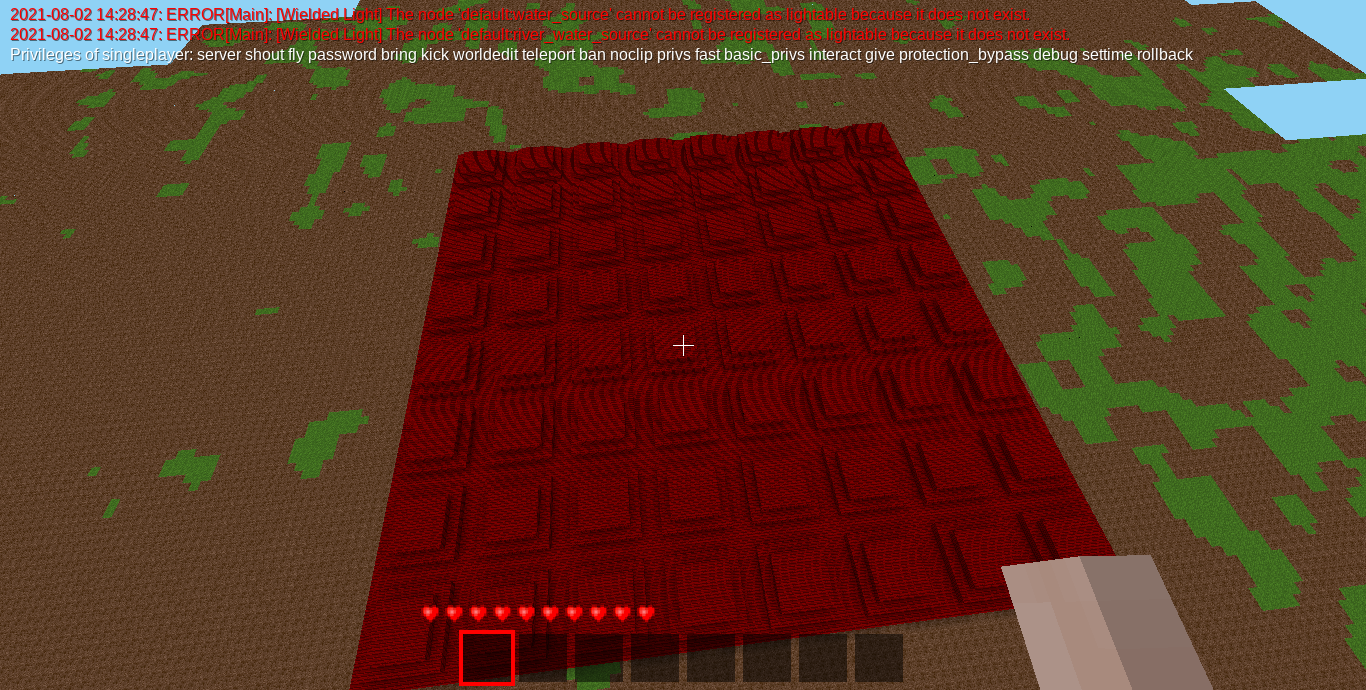 2021-08-02 14:28:47: ERROR[Main]: [Wielded Light] The node 'default:water_source' cannot be registered as lightable because it does not exist.
2021-08-02 14:28:47: ERROR[Main]: [Wielded Light] The node 'default:river_water_source' cannot be registered as lightable because it does not exist.
Privileges of singleplayer: server shout fly password bring kick worldedit teleport ban noclip privs fast basic_privs interact give protection_bypass debug settime rollback